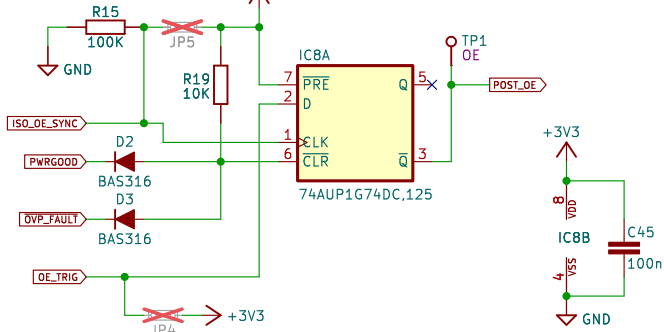 R15
100K
JP5
GND
R19
10K
IC8A
TP1
OE
7 PRE Q 5
2 D
ISO_OE_SYNC
1 CLK
6 CLR Q 3
POST_OE
74AUP1G74DC,125
D2
PWRGOOD
BAS316
D3
OVP_FAULT
BAS316
OE_TRIG
JP4
+3V3
+3V3
8 VDD
IC8B
4 VSS
C45
100n
GND